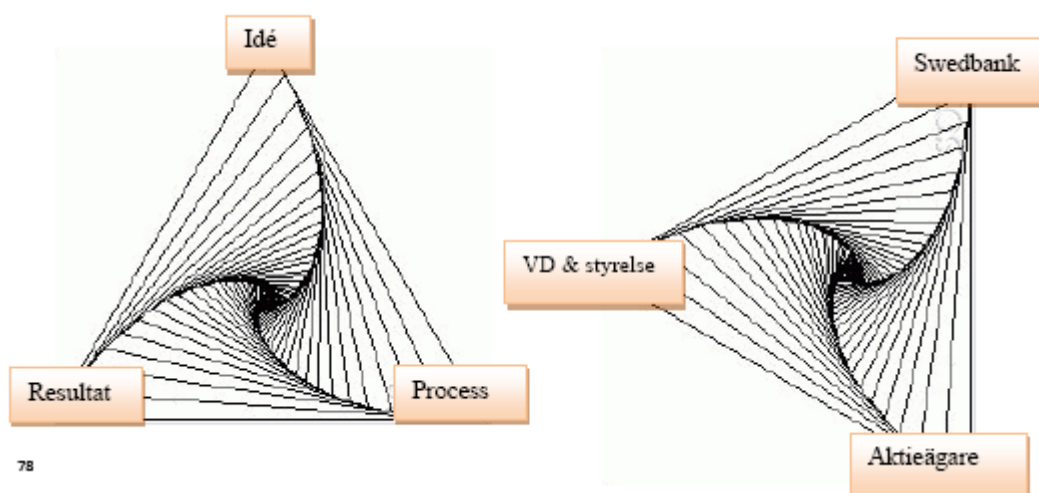 Idé
Swedbank
VD & styrelse
Resultat
Process
Aktieägare
78